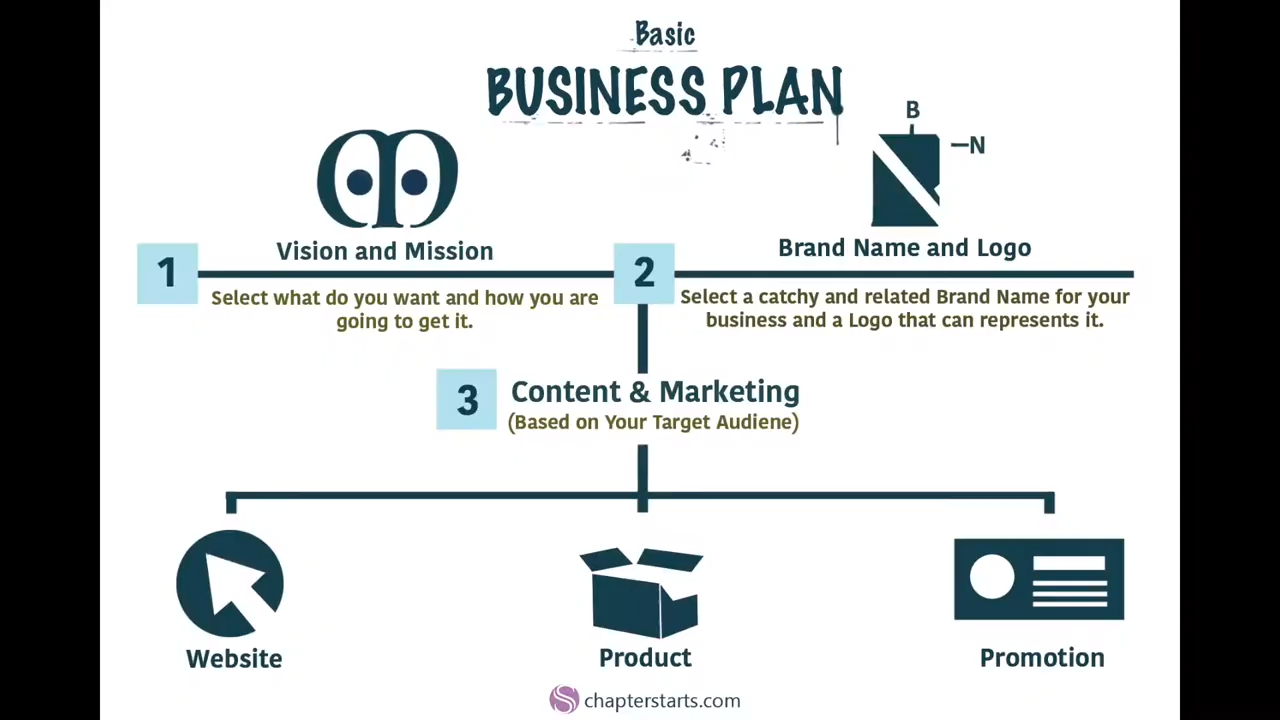 Basic
BUSINESS PLAN
B
N
1
Vision and Mission
Select what do you want and how you are
going to get it.
2
Brand Name and Logo
Select a catchy and related Brand Name for your
business and a Logo that can represents it.
3
Content & Marketing
(Based on Your Target Audiene)
Website
Product
Promotion
chapterstarts.com